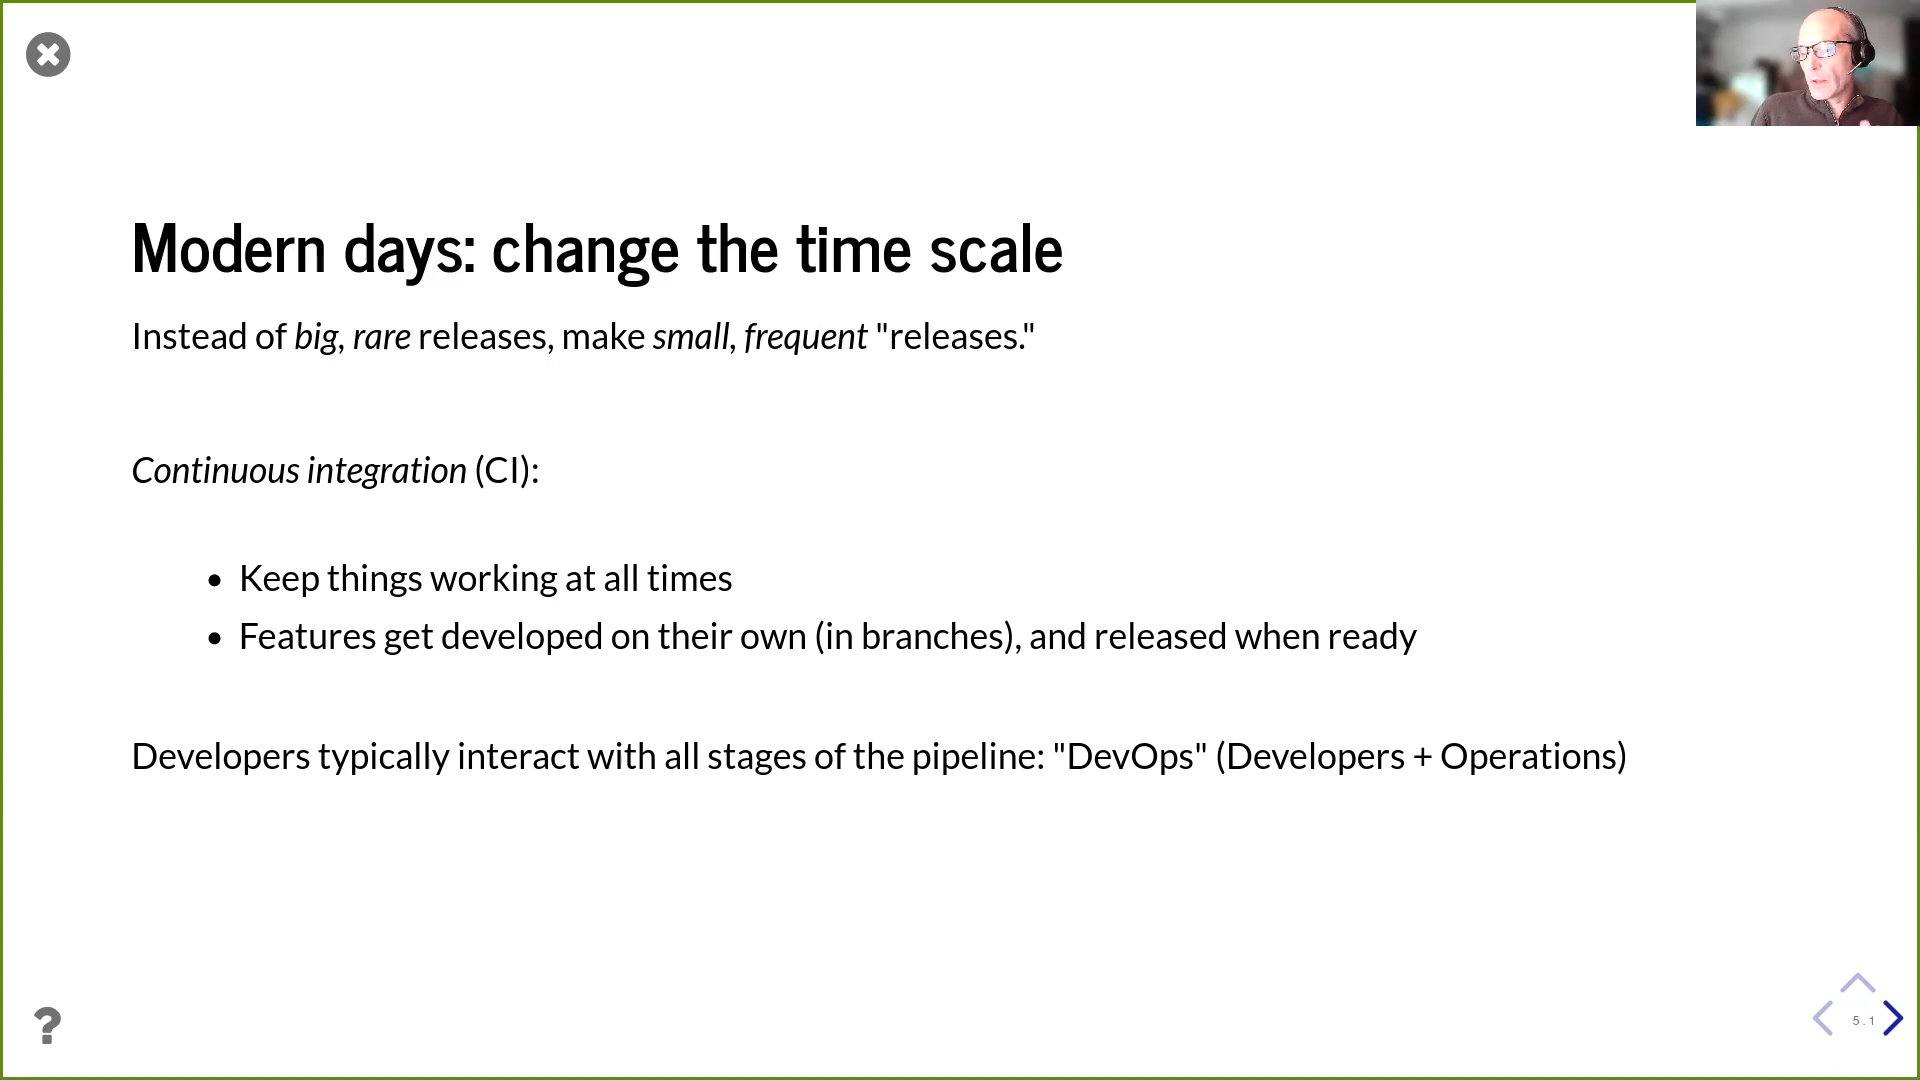 Modern days: change the time scale
Instead of big, rare releases, make small, frequent "releases."
Continuous integration (CI):
• Keep things working at all times
• Features get developed on their own (in branches), and released when ready
Developers typically interact with all stages of the pipeline: "DevOps" (Developers + Operations)
?
5.1